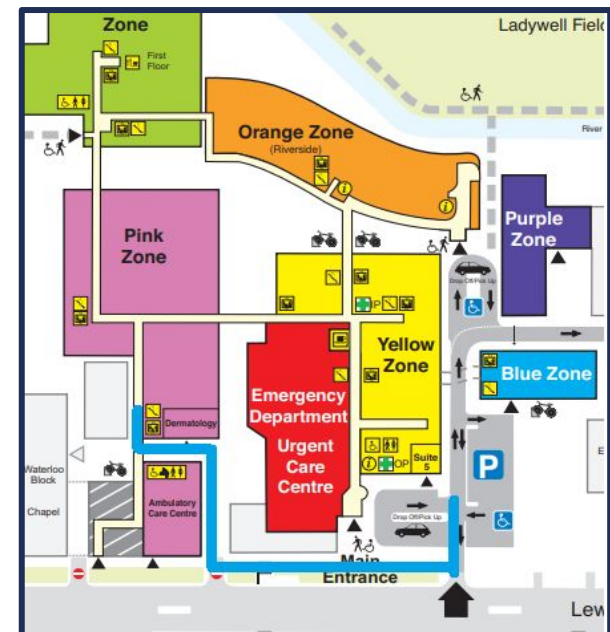 Zone
First
Floor
Ladywell Field
River
Orange Zone
(Riverside)
i
i
Purple
Zone
Pink
Zone
Drop Off/Pick Up
IP
Yellow
Zone
Blue Zone
Emergency
Department
Urgent
Care
Centre
Dermatology
i OP
Suite
5
P
Waterloo
Block
Chapel
Ambulatory
Care Centre
Drop Off/Pick Up
Main
Entrance
E
Lew